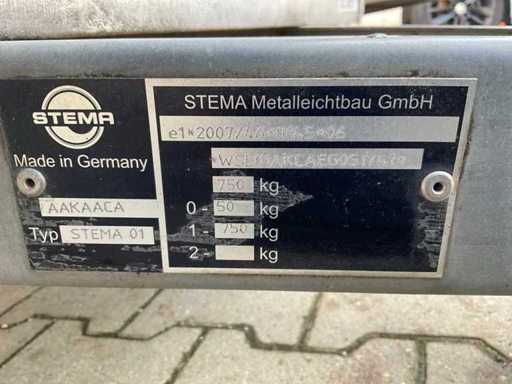 STEMA
Made in Germany
AAKAACA
Typ STEMA 01
STEMA Metalleichtbau GmbH
750 kg
0 - 50 kg
1 - 750 kg
2 - kg